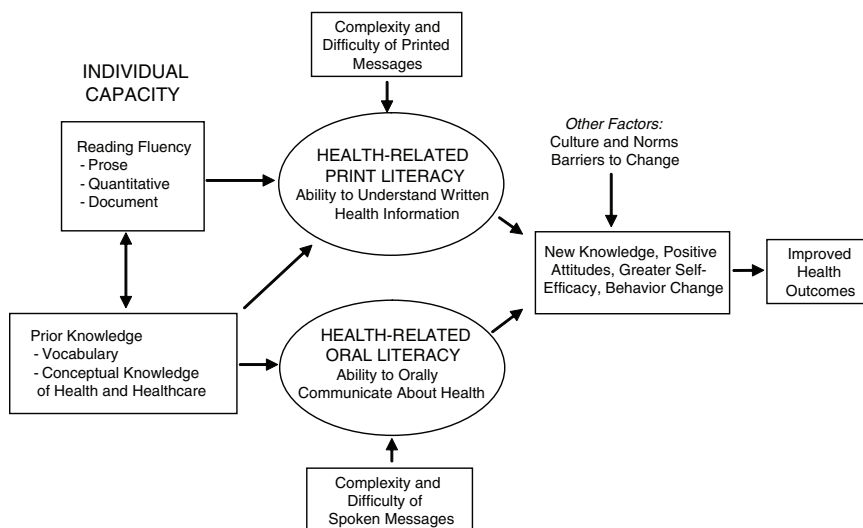 Complexity and
Difficulty of Printed
Messages
INDIVIDUAL
CAPACITY
Reading Fluency
- Prose
- Quantitative
- Document
HEALTH-RELATED
PRINT LITERACY
Ability to Understand Written
Health Information
Other Factors:
Culture and Norms
Barriers to Change
New Knowledge, Positive
Attitudes, Greater Self-
Efficacy, Behavior Change
Improved
Health
Outcomes
Prior Knowledge
- Vocabulary
- Conceptual Knowledge
of Health and Healthcare
HEALTH-RELATED
ORAL LITERACY
Ability to Orally
Communicate About Health
Complexity and
Difficulty of
Spoken Messages